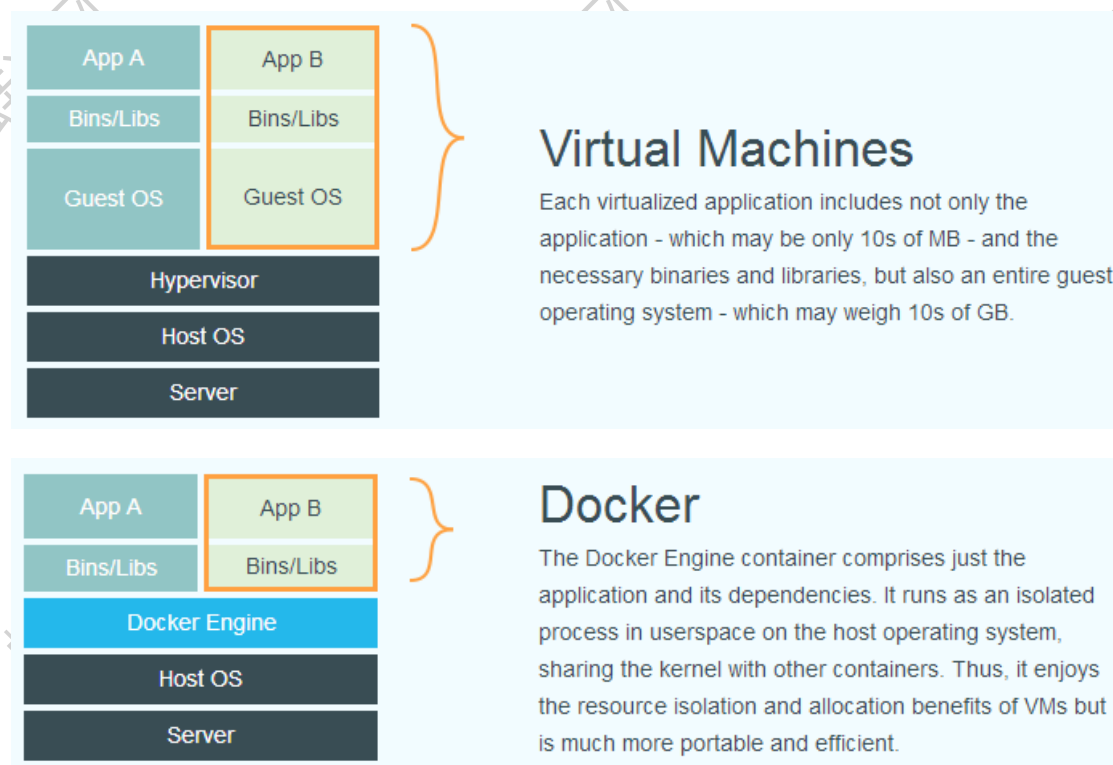 App A App B
Bins/Libs Bins/Libs
Guest OS Guest OS
Hypervisor
Host OS
Server
Virtual Machines
Each virtualized application includes not only the
application - which may be only 10s of MB - and the
necessary binaries and libraries, but also an entire guest
operating system - which may weigh 10s of GB.
App A App B
Bins/Libs Bins/Libs
Docker Engine
Host OS
Server
Docker
The Docker Engine container comprises just the
application and its dependencies. It runs as an isolated
process in userspace on the host operating system,
sharing the kernel with other containers. Thus, it enjoys
the resource isolation and allocation benefits of VMs but
is much more portable and efficient.